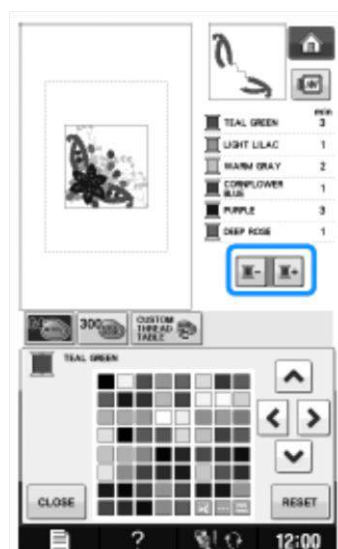 min
TEAL GREEN 3
LIGHT LILAC 1
WARM GRAY 2
CORNFLOWER
BLUE 1
PURPLE 3
DEEP ROSE 1
300
CUSTOM
THREAD
TABLE
TEAL GREEN
CLOSE
RESET
?
12:00